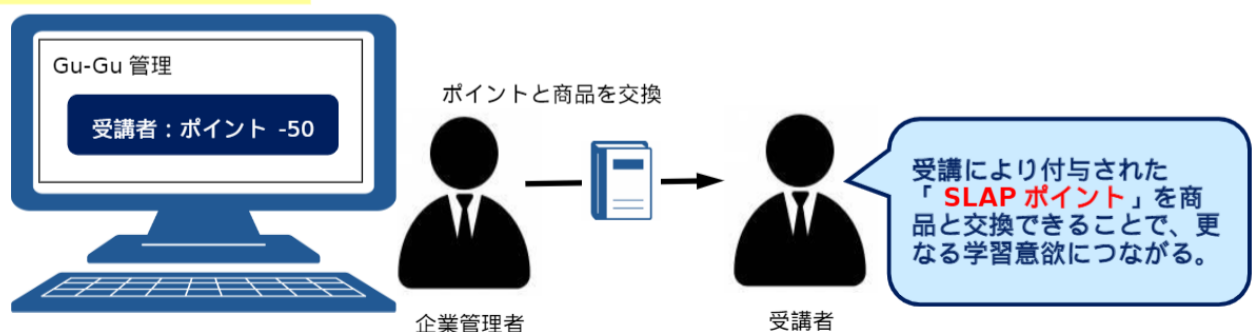 Gu-Gu 管理
受講者：ポイント -50
ポイントと商品を交換
企業管理者
受講者
受講により付与された
「 SLAP ポイント」を商
品と交換できることで、更
なる学習意欲につながる。